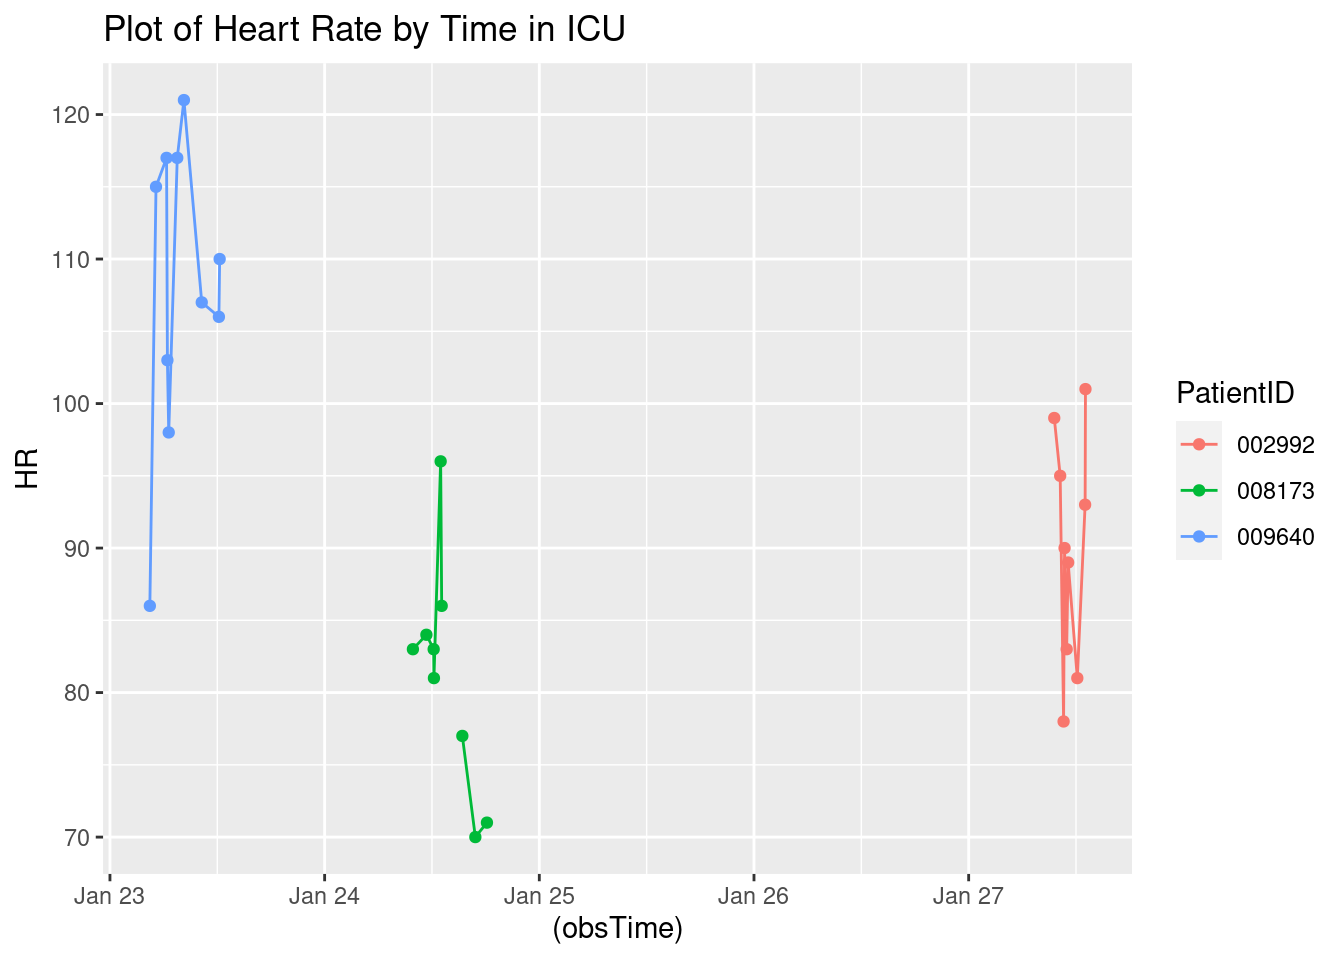 Plot of Heart Rate by Time in ICU
120
110
100
90
80
70
HR
Jan 23
Jan 24
Jan 25
Jan 26
Jan 27
(obsTime)
PatientID
002992
008173
009640